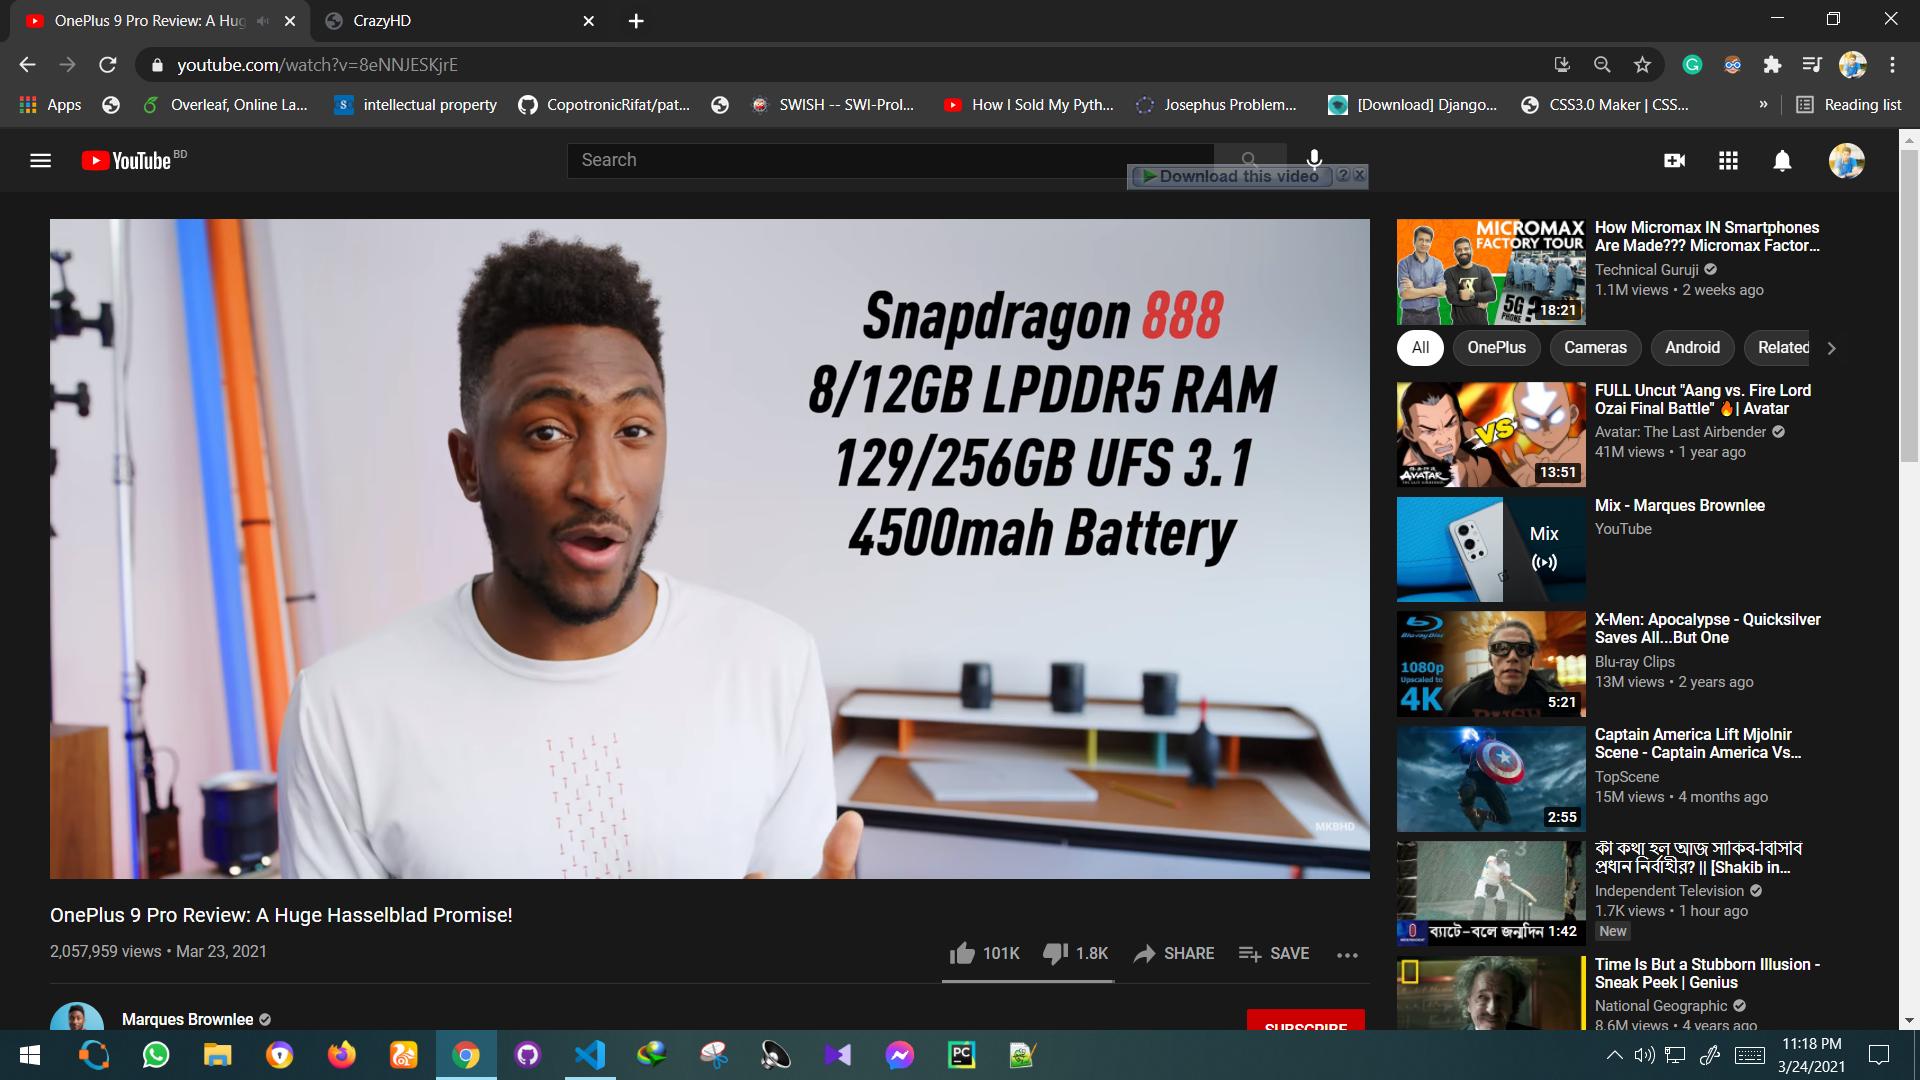 OnePlus 9 Pro Review: A Hug
CrazyHD
youtube.com/watch?v=8eNNJESKjrE
Apps
Overleaf, Online La...
intellectual property
CopotronicRifat/pat...
SWISH -- SWI-Prol...
How I Sold My Pyth...
Josephus Problem...
[Download] Django...
CSS3.0 Maker | CSS...
»
Reading list
YouTube BD
Search
Download this video
Snapdragon 888
8/12GB LPDDR5 RAM
129/256GB UFS 3.1
4500mah Battery
MKBHD
OnePlus 9 Pro Review: A Huge Hasselblad Promise!
2,057,959 views • Mar 23, 2021
101K
1.8K
SHARE
SAVE
Marques Brownlee
SUBSCRIBE
MICROMAX
FACTORY TOUR
5G ?
PHONE
18:21
How Micromax IN Smartphones
Are Made??? Micromax Factor...
Technical Guruji
1.1M views • 2 weeks ago
All
OnePlus
Cameras
Android
Related
VS
AVATAR
13:51
FULL Uncut "Aang vs. Fire Lord
Ozai Final Battle" 🔥| Avatar
Avatar: The Last Airbender
41M views • 1 year ago
Mix
Mix - Marques Brownlee
YouTube
Blu-ray Disc
1080p
Upscaled to
4K
RUSH
5:21
X-Men: Apocalypse - Quicksilver
Saves All...But One
Blu-ray Clips
13M views • 2 years ago
2:55
Captain America Lift Mjolnir
Scene - Captain America Vs...
TopScene
15M views • 4 months ago
ব্যাটে-বলে জন্মদিন 1:42
কী কথা হল আজ সাকিব-বিসিবি
প্রধান নির্বাহীর? || [Shakib in...
Independent Television
1.7K views • 1 hour ago
New
Time Is But a Stubborn Illusion -
Sneak Peek | Genius
National Geographic
8.6M views • 4 years ago
PC
11:18 PM
3/24/2021